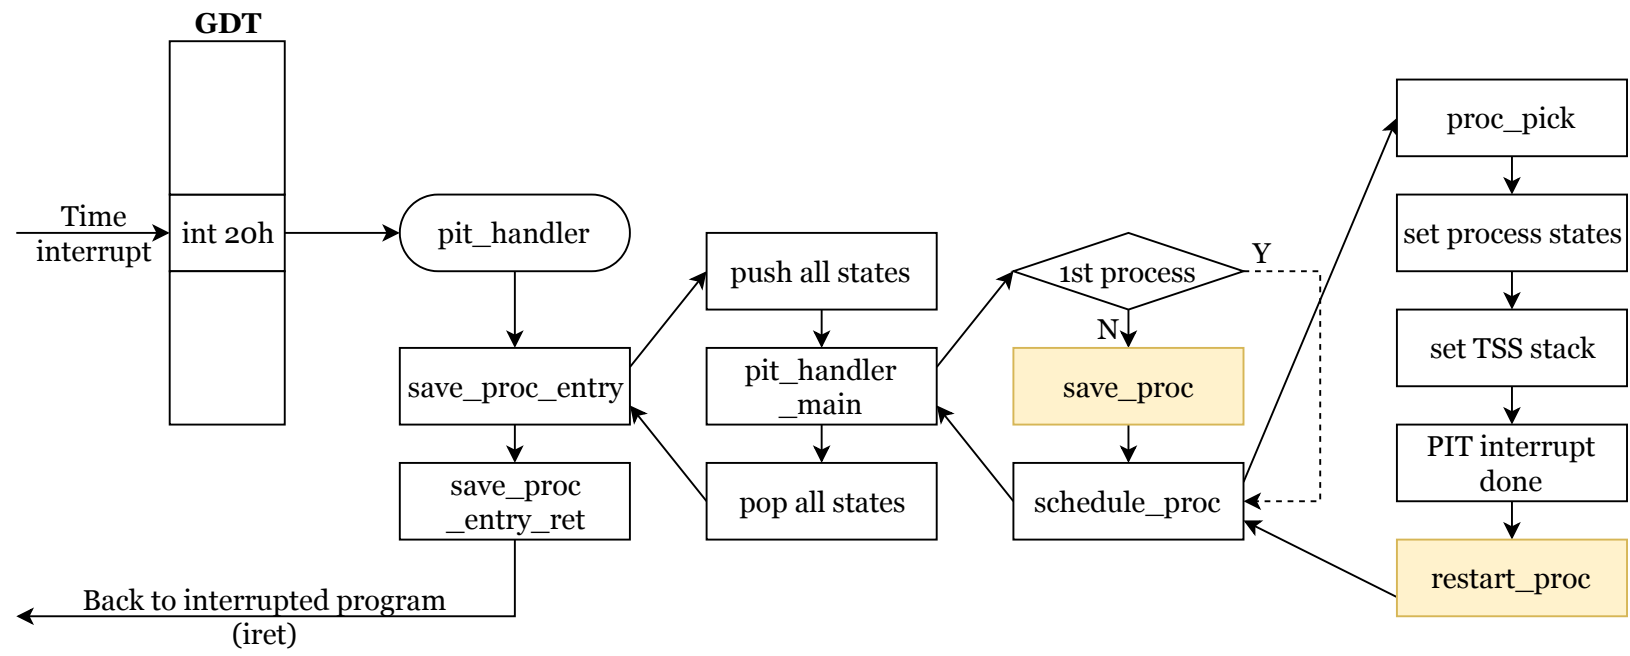 GDT
Time
interrupt
int 20h
pit_handler
save_proc_entry
save_proc
_entry_ret
Back to interrupted program
(iret)
push all states
pit_handler
_main
pop all states
1st process
Y
N
save_proc
schedule_proc
proc_pick
set process states
set TSS stack
PIT interrupt
done
restart_proc